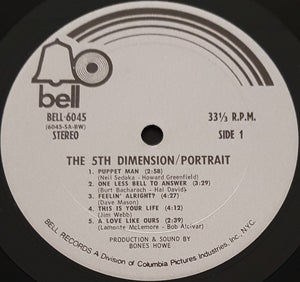 bell
BELL-6045
(6045-SA-BW)
STEREO
33⅓ R.P.M.
SIDE 1
THE 5TH DIMENSION/PORTRAIT
1. PUPPET MAN (2:58)
(Neil Sedaka - Howard Greenfield)
2. ONE LESS BELL TO ANSWER (3:29)
(Burt Bacharach - Hal David)
3. FEELIN' ALRIGHT? (4:27)
(Dave Mason)
4. THIS IS YOUR LIFE (4:12)
(Jim Webb)
5. A LOVE LIKE OURS (5:39)
(Lamonte McLemore - Bob Alcivar)
PRODUCTION & SOUND BY
BONES HOWE
BELL RECORDS A Division of Columbia Pictures Industries Inc., N.Y.C.